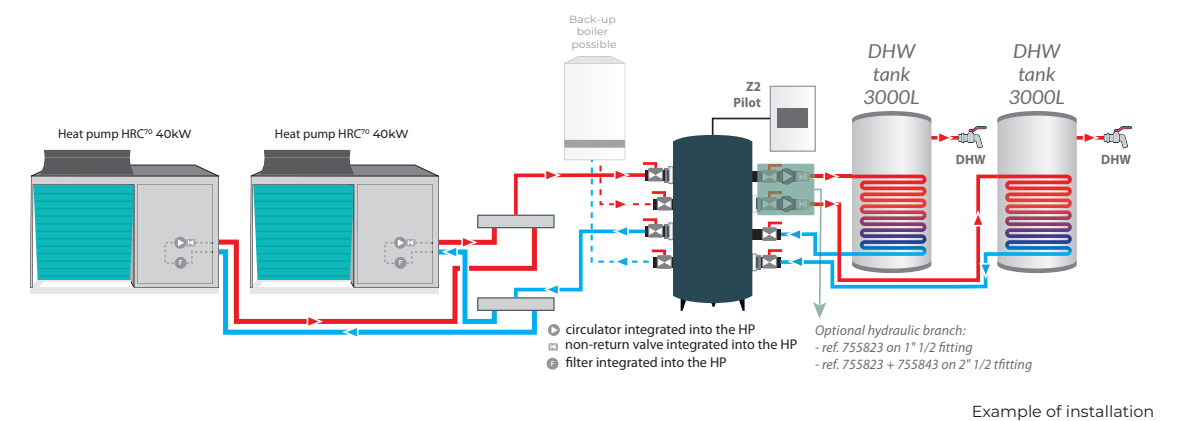 Back-up
boiler
possible
DHW
tank
3000L
DHW
tank
3000L
Z2
Pilot
Heat pump HRC⁷⁰ 40kW
Heat pump HRC⁷⁰ 40kW
DHW
DHW
F
F
circulator integrated into the HP
non-return valve integrated into the HP
F filter integrated into the HP
Optional hydraulic branch:
- ref. 755823 on 1" 1/2 fitting
- ref. 755823 + 755843 on 2" 1/2 tfitting
Example of installation